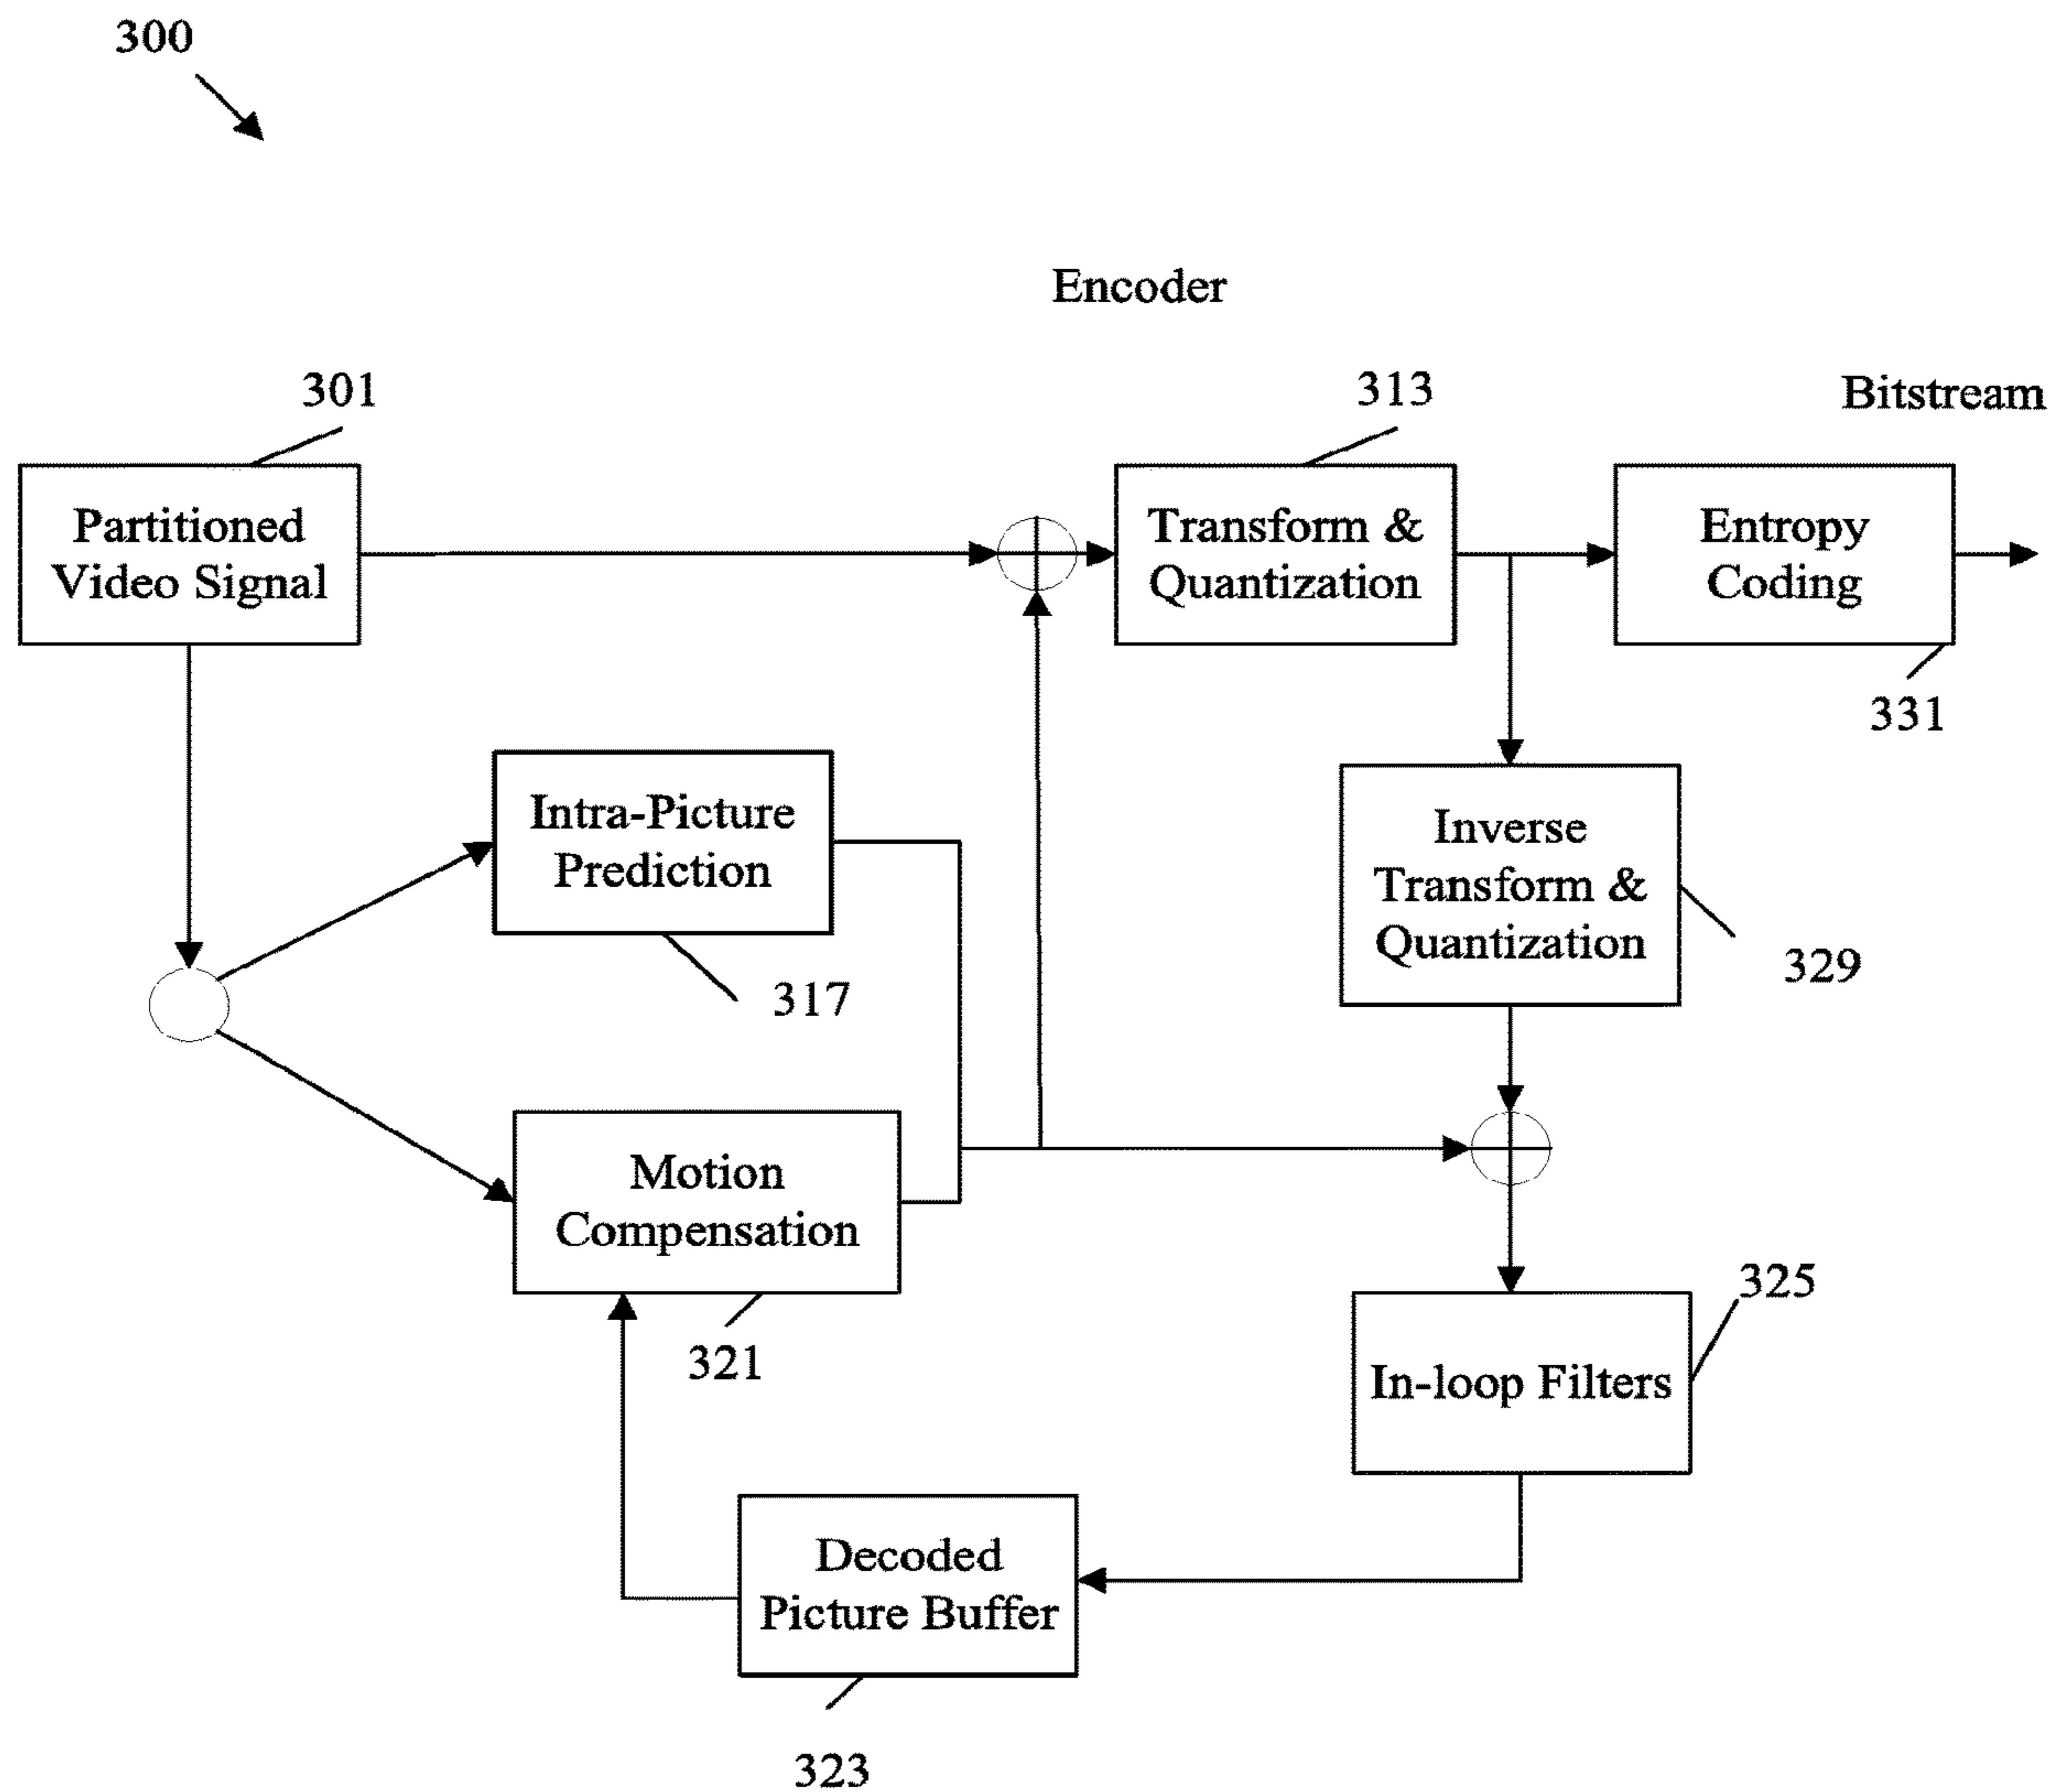 300
Encoder
301
313
Bitstream
Partitioned
Video Signal
Transform &
Quantization
Entropy
Coding
331
Intra-Picture
Prediction
317
Inverse
Transform &
Quantization
329
Motion
Compensation
321
325
In-loop Filters
Decoded
Picture Buffer
323